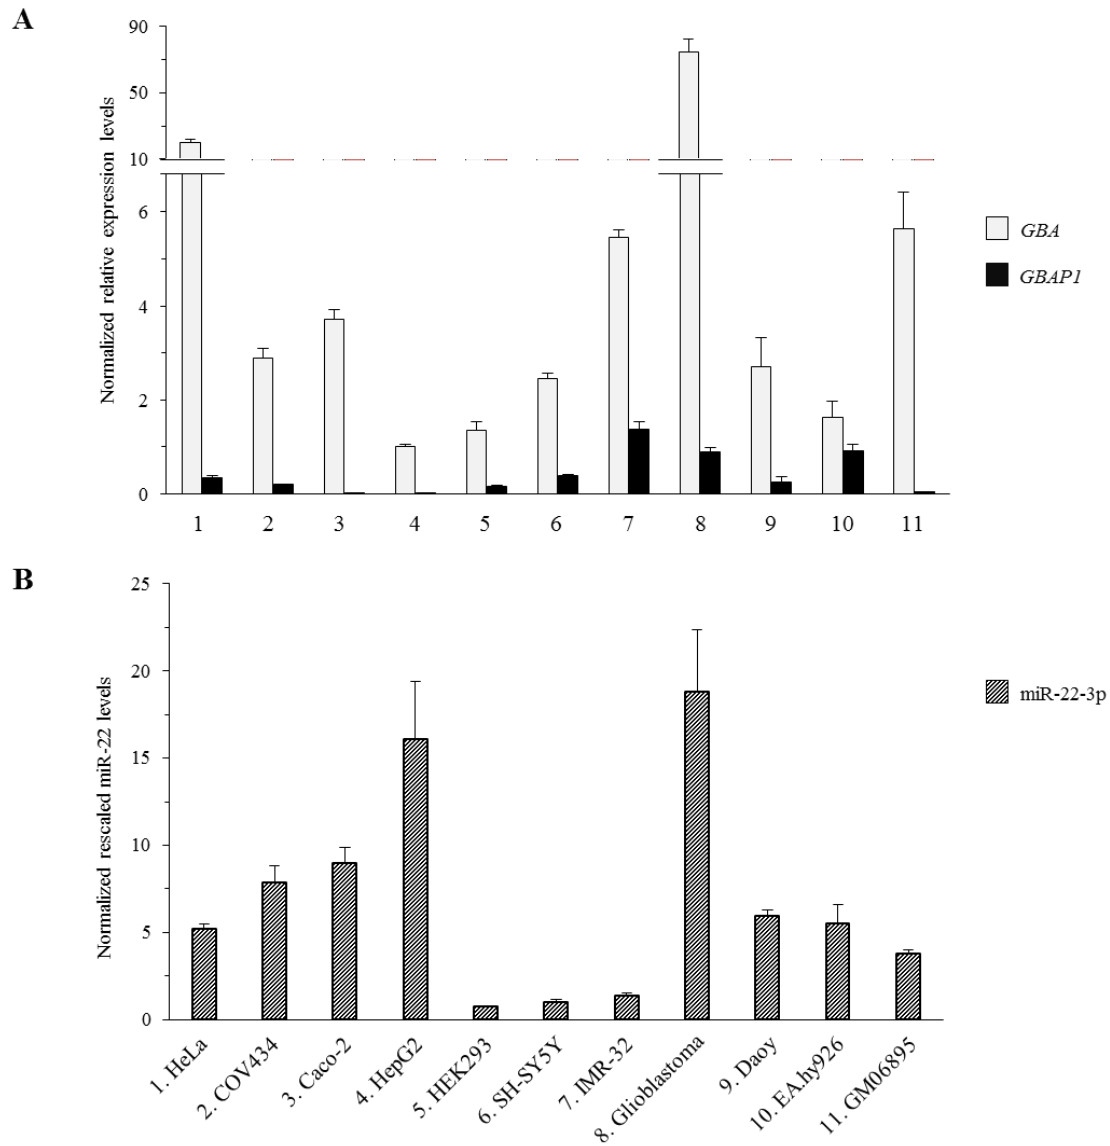 A
Normalized relative expression levels
90
50
10
6
4
2
0
1 2 3 4 5 6 7 8 9 10 11
GBA
GBAP1
B
Normalized rescaled miR-22 levels
25
20
15
10
5
0
1. HeLa
2. COV434
3. Caco-2
4. HepG2
5. HEK293
6. SH-SY5Y
7. IMR-32
8. Glioblastoma
9. Daoy
10. EA.hy926
11. GM06895
miR-22-3p